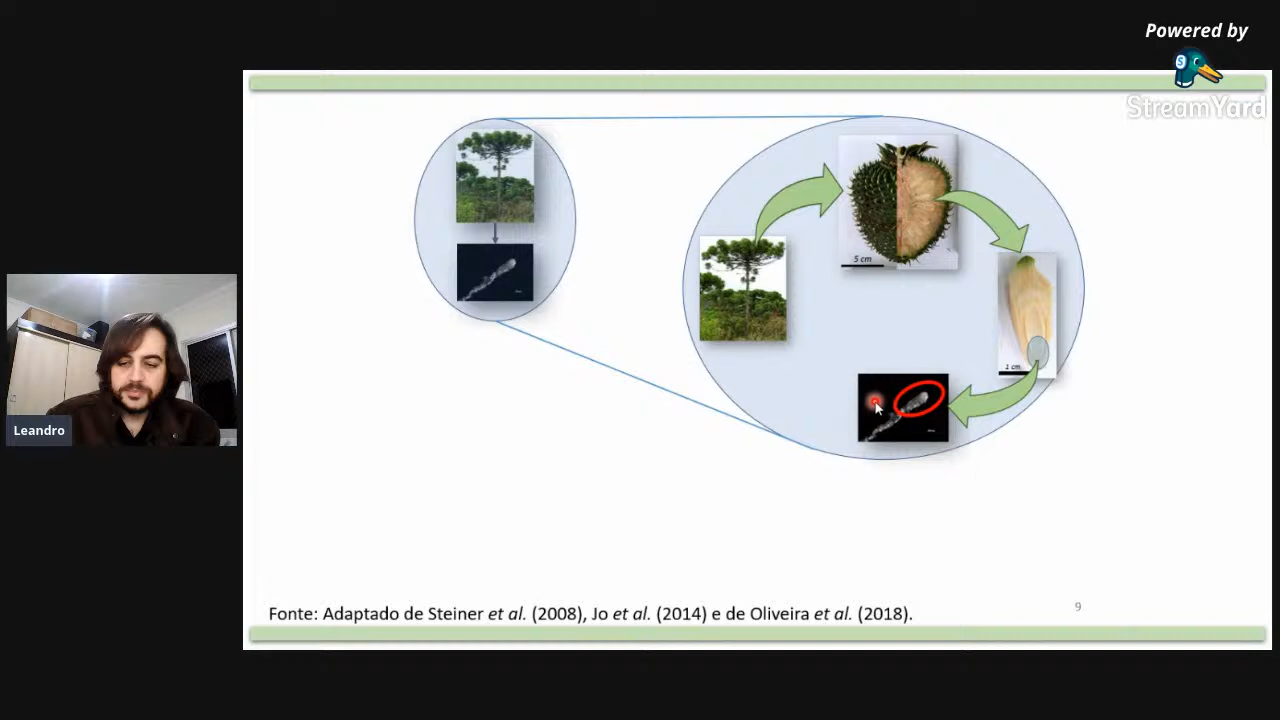 Powered by
StreamYard
5 cm
1 cm
Leandro
9
Fonte: Adaptado de Steiner et al. (2008), Jo et al. (2014) e de Oliveira et al. (2018).